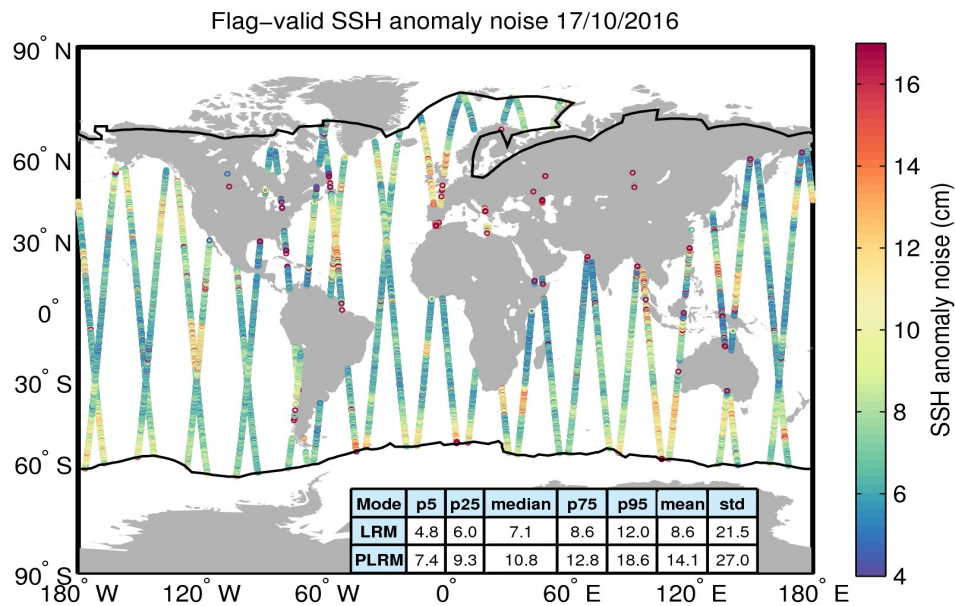 Flag−valid SSH anomaly noise 17/10/2016
90° N
60° N
30° N
0°
30° S
60° S
90° S
180° W
120° W
60° W
0°
60° E
120° E
180° E
Mode p5 p25 median p75 p95 mean std
LRM 4.8 6.0 7.1 8.6 12.0 8.6 21.5
PLRM 7.4 9.3 10.8 12.8 18.6 14.1 27.0
16
14
12
10
8
6
4
SSH anomaly noise (cm)